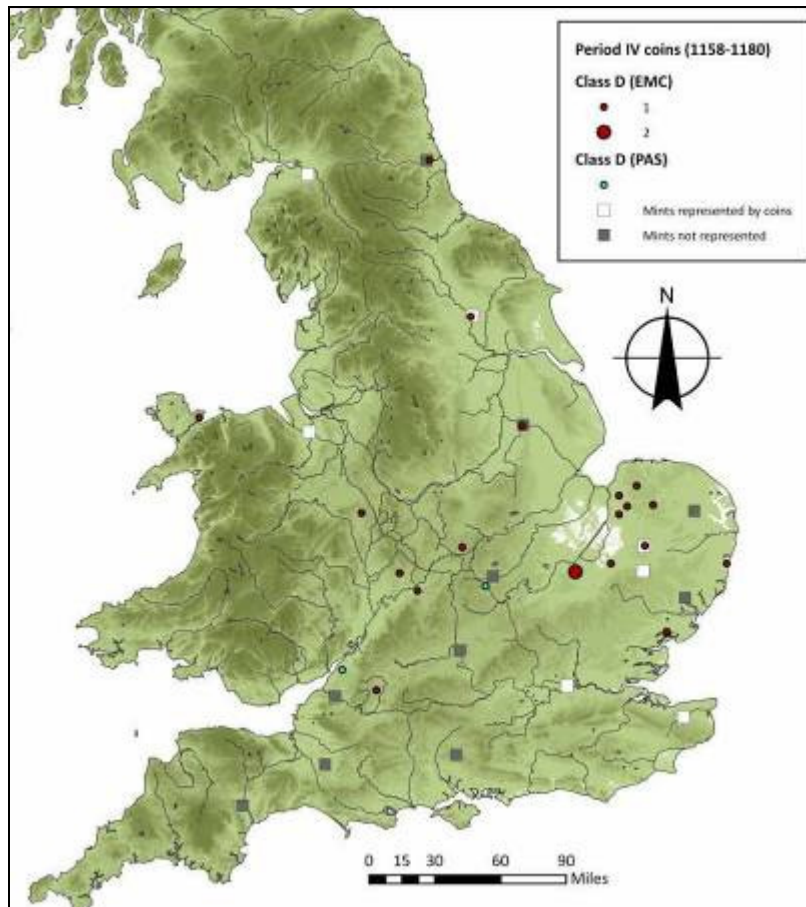 Period IV coins (1158-1180)
Class D (EMC)
1
2
Class D (PAS)
Mints represented by coins
Mints not represented
N
0 15 30 60 90
Miles